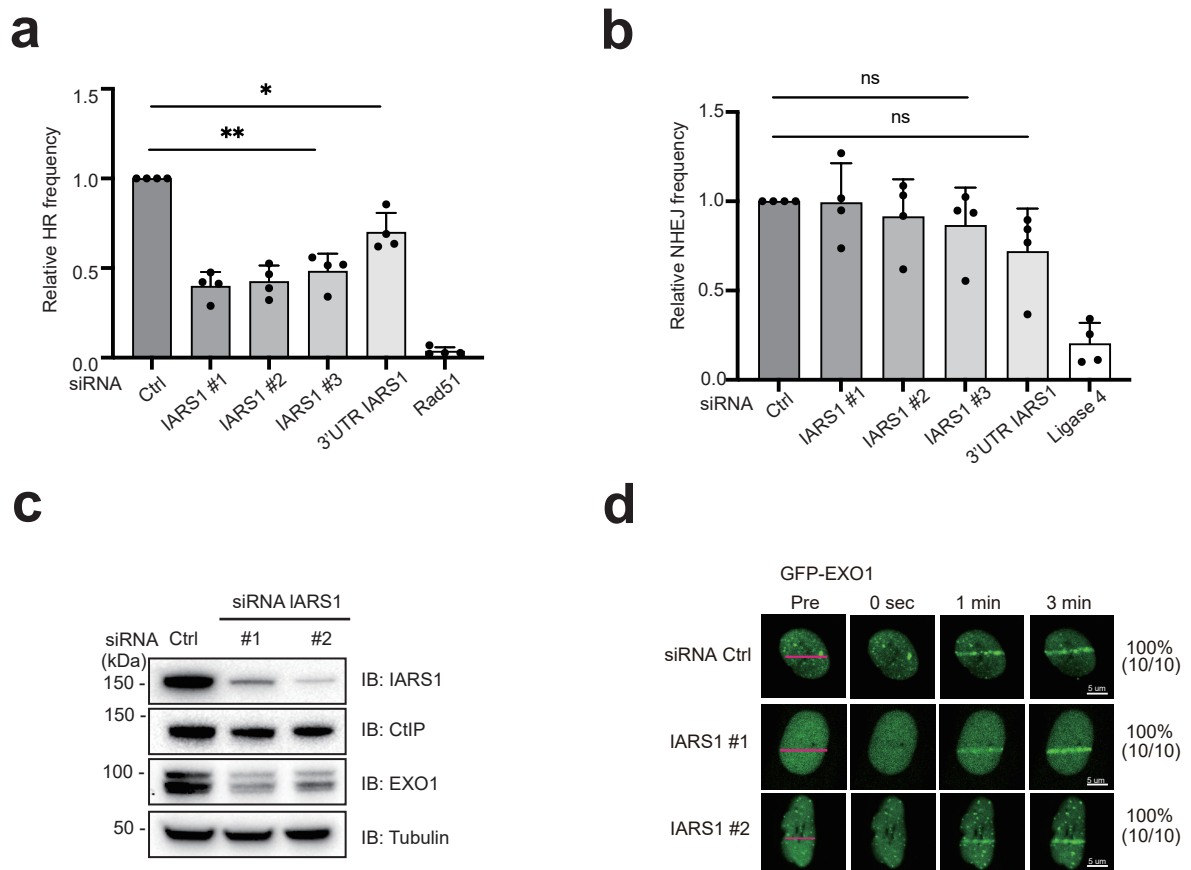 a
*
**
Relative HR frequency
1.5
1.0
0.5
0.0
siRNA
Ctrl
IARS1 #1
IARS1 #2
IARS1 #3
3'UTR IARS1
Rad51
b
ns
ns
Relative NHEJ frequency
1.5
1.0
0.5
0.0
siRNA
Ctrl
IARS1 #1
IARS1 #2
IARS1 #3
3'UTR IARS1
Ligase 4
c
siRNA IARS1
siRNA Ctrl #1 #2
(kDa)
150 - IB: IARS1
150 -
IB: CtIP
100 -
IB: EXO1
50 -
IB: Tubulin
d
GFP-EXO1
Pre 0 sec 1 min 3 min
siRNA Ctrl
100%
(10/10)
5 um
IARS1 #1
100%
(10/10)
5 um
IARS1 #2
100%
(10/10)
5 um